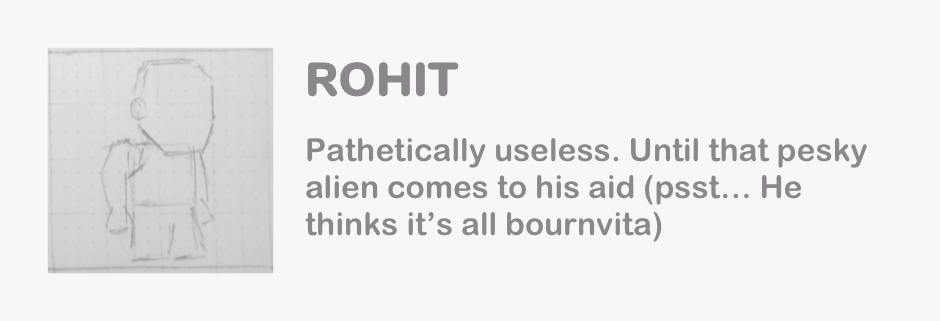 ROHIT
Pathetically useless. Until that pesky
alien comes to his aid (psst... He
thinks it’s all bournvita)